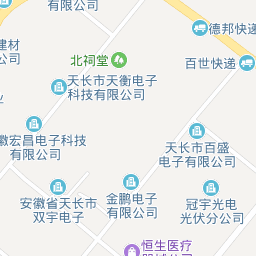 有限公司
德邦快递
建材
公司
北祠堂
百世快递
天长市天衡电子
科技有限公司
徽宏昌电子科技
有限公司
天长市百盛
电子有限公司
安徽省天长市
双宇电子
金鹏电子
有限公司
冠宇光电
光伏分公司
恒生医疗